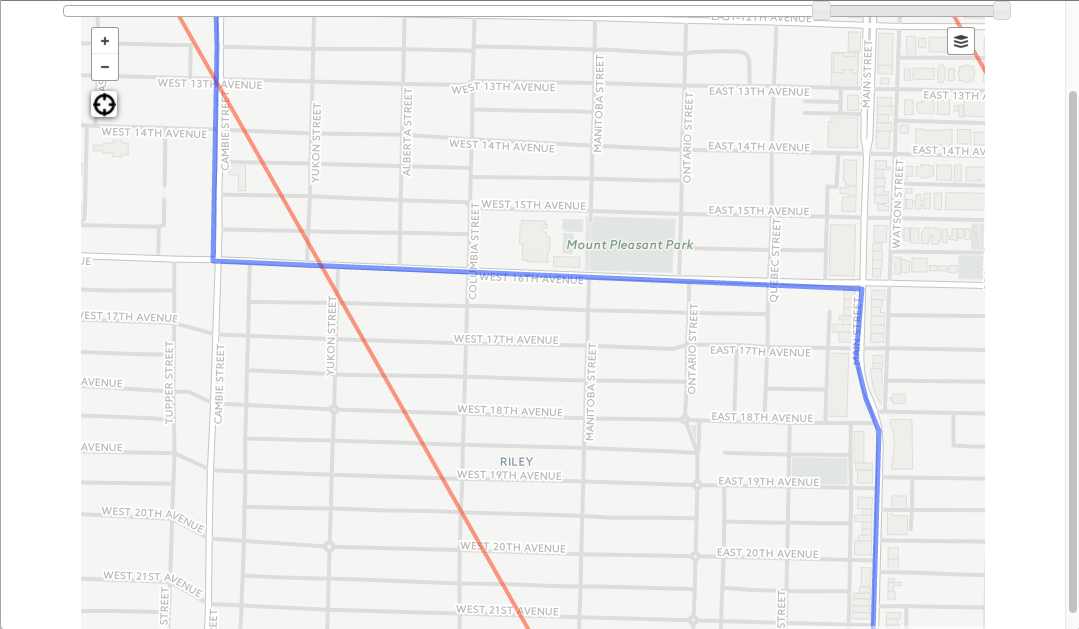 EAST 12TH AVENUE
+
−
WEST 13TH AVENUE
WEST 13TH AVENUE
EAST 13TH AVENUE
EAST 13TH A
MAIN STREET
MANITOBA STREET
CAMBIE STREET
YUKON STREET
ALBERTA STREET
ONTARIO STREET
WEST 14TH AVENUE
WEST 14TH AVENUE
EAST 14TH AVENUE
EAST 14TH AV
WATSON STREET
WEST 15TH AVENUE
EAST 15TH AVENUE
COLUMBIA STREET
Mount Pleasant Park
QUEBEC STREET
UE
WEST 16TH AVENUE
WEST 17TH AVENUE
YUKON STREET
WEST 17TH AVENUE
ONTARIO STREET
EAST 17TH AVENUE
MAIN STREET
TUPPER STREET
CAMBIE STREET
MANITOBA STREET
AVENUE
WEST 18TH AVENUE
EAST 18TH AVENUE
AVENUE
RILEY
WEST 19TH AVENUE
EAST 19TH AVENUE
WEST 20TH AVENUE
WEST 20TH AVENUE
EAST 20TH AVENUE
WEST 21ST AVENUE
WEST 21ST AVENUE
STREET
REET
STREET